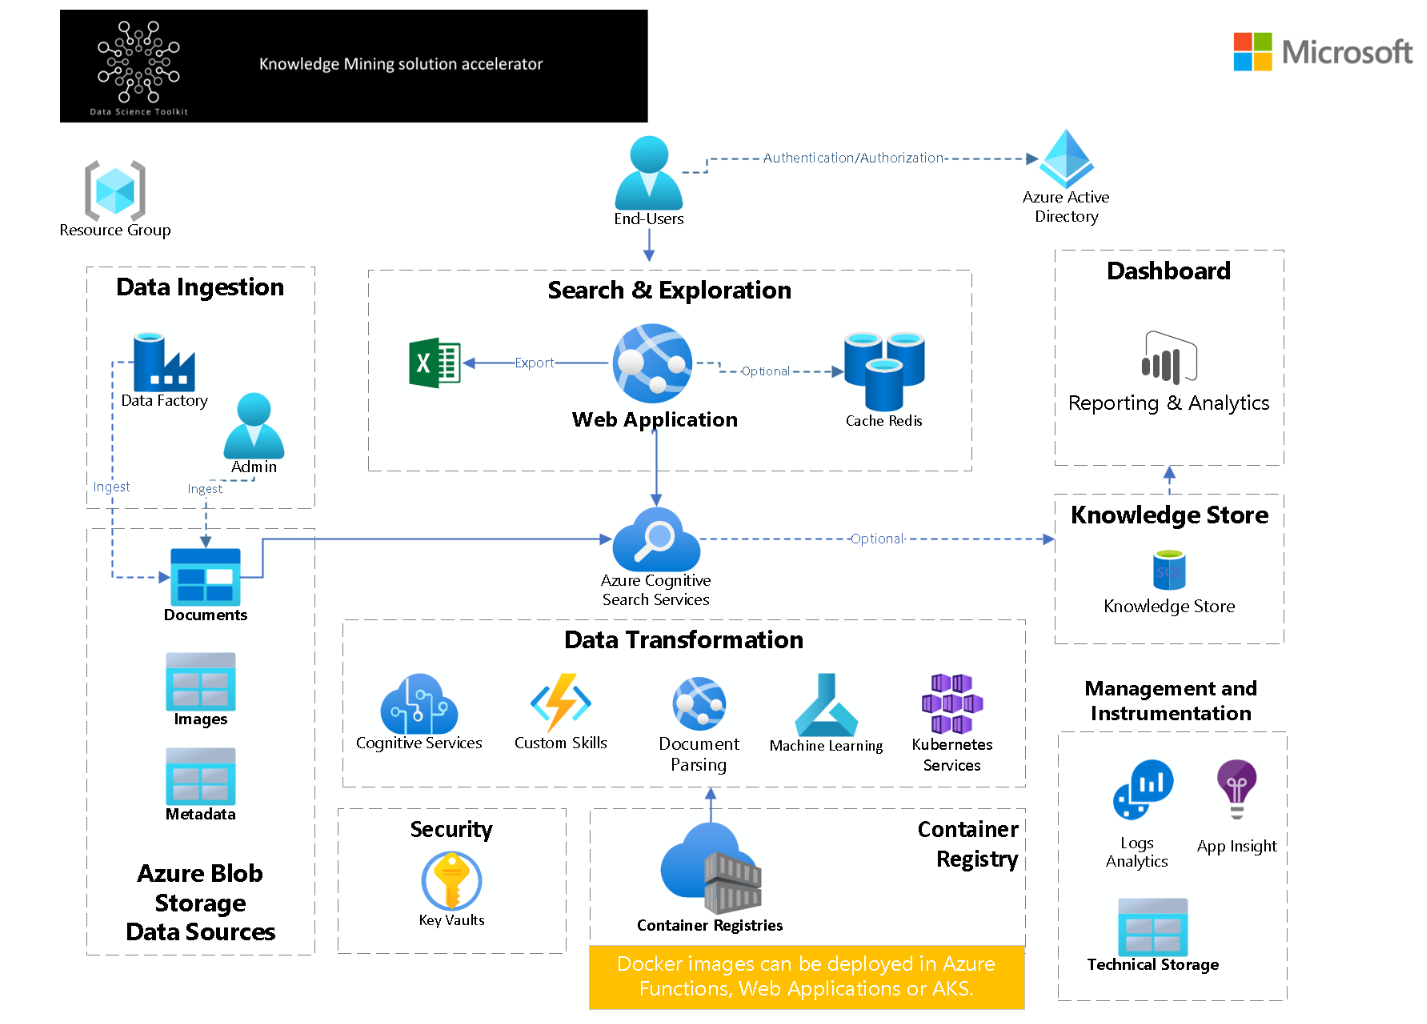 Data Science Toolkit
Knowledge Mining solution accelerator
Microsoft
Resource Group
End-Users
Authentication/Authorization
Azure Active
Directory
Data Ingestion
Data Factory
Admin
Ingest
Ingest
Search & Exploration
X
Export
Web Application
Optional
Cache Redis
Dashboard
Reporting & Analytics
Documents
Images
Metadata
Azure Blob
Storage
Data Sources
Azure Cognitive
Search Services
Optional
Knowledge Store
SQL
Knowledge Store
Data Transformation
Cognitive Services
Custom Skills
Document
Parsing
Machine Learning
Kubernetes
Services
Security
Key Vaults
Container
Registry
Container Registries
Docker images can be deployed in Azure
Functions, Web Applications or AKS.
Management and
Instrumentation
Logs
Analytics
App Insight
Technical Storage